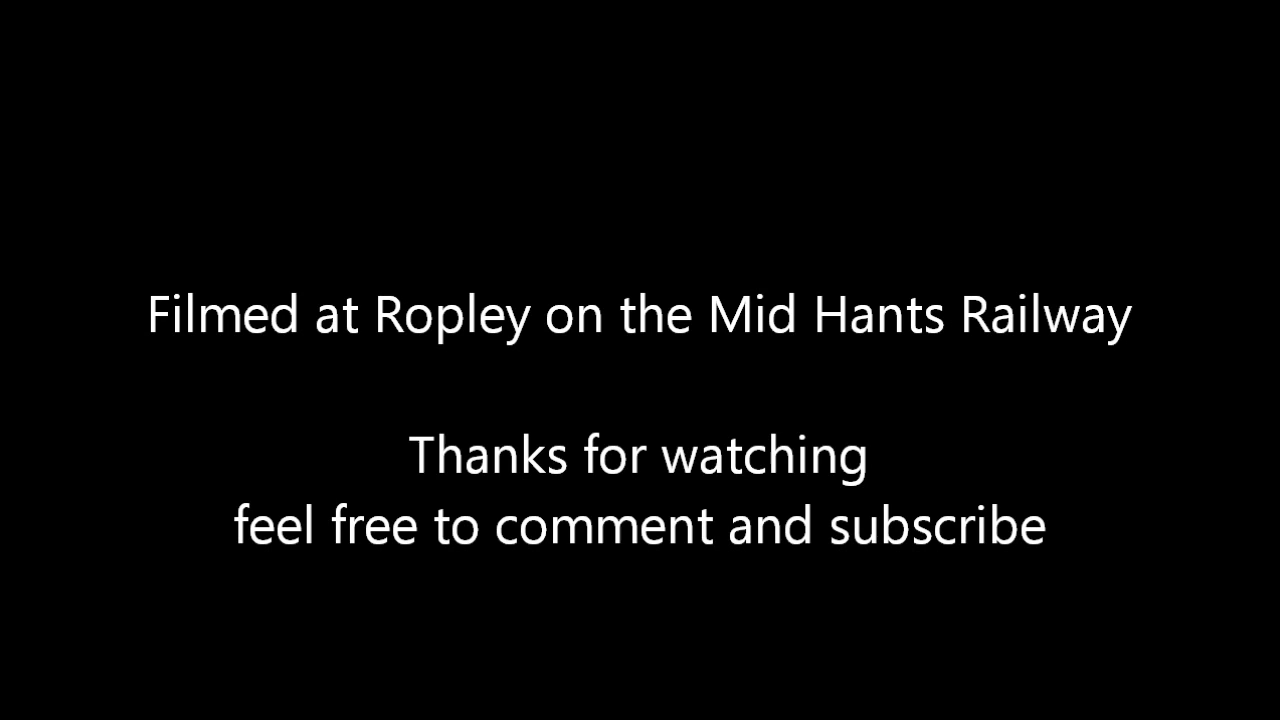 Filmed at Ropley on the Mid Hants Railway
Thanks for watching
feel free to comment and subscribe